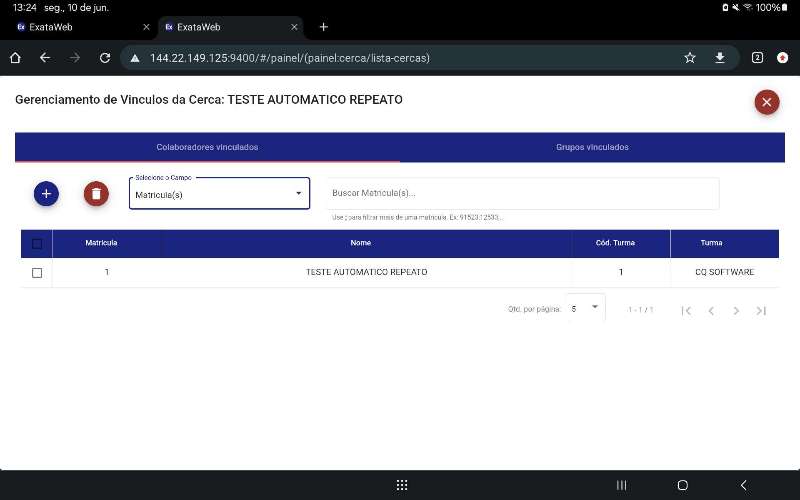 13:24 seg., 10 de jun. 100%
Ex ExataWeb
Ex ExataWeb
144.22.149.125:9400/#/painel/(painel:cerca/lista-cercas) 2
Gerenciamento de Vinculos da Cerca: TESTE AUTOMATICO REPEATO
Colaboradores vinculados Grupos vinculados
Selecione o Campo
Matricula(s) Buscar Matricula(s)...
Use ; para filtrar mais de uma matricula. Ex: 91523;12533;...
Matricula Nome Cód. Turma Turma
1 TESTE AUTOMATICO REPEATO 1 CQ SOFTWARE
Qtd. por página: 5 1 - 1 / 1